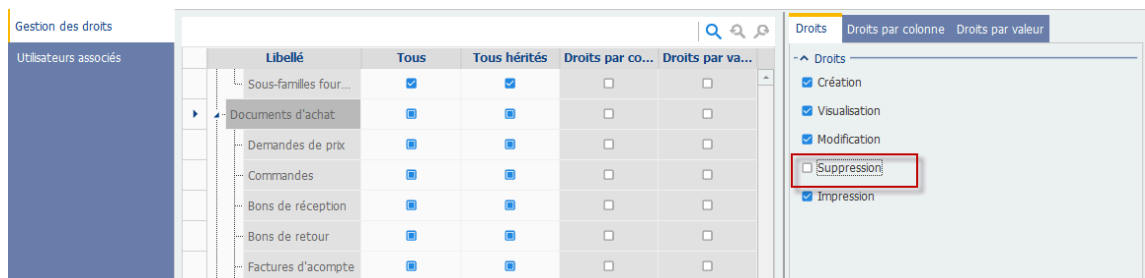 Gestion des droits
Utilisateurs associés
Libellé Tous Tous hérités Droits par co... Droits par va...
Sous-familles four...
Documents d'achat
Demandes de prix
Commandes
Bons de réception
Bons de retour
Factures d'acompte
Droits Droits par colonne Droits par valeur
Droits
Création
Visualisation
Modification
Suppression
Impression